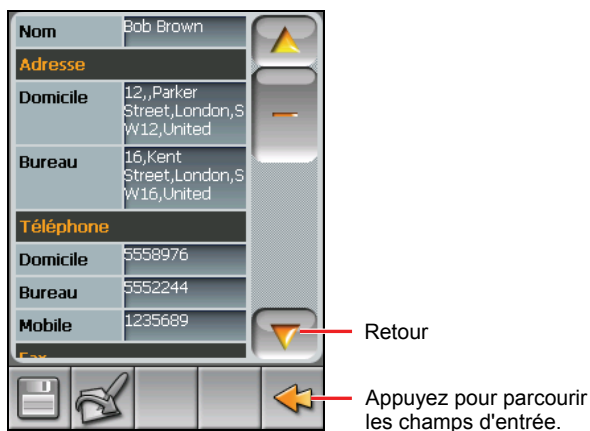 Nom Bob Brown
Adresse
Domicile 12,,Parker
Street,London,S
W12,United
Bureau 16,Kent
Street,London,S
W16,United
Téléphone
Domicile 5558976
Bureau 5552244
Mobile 1235689
Fax
Retour
Appuyez pour parcourir
les champs d'entrée.